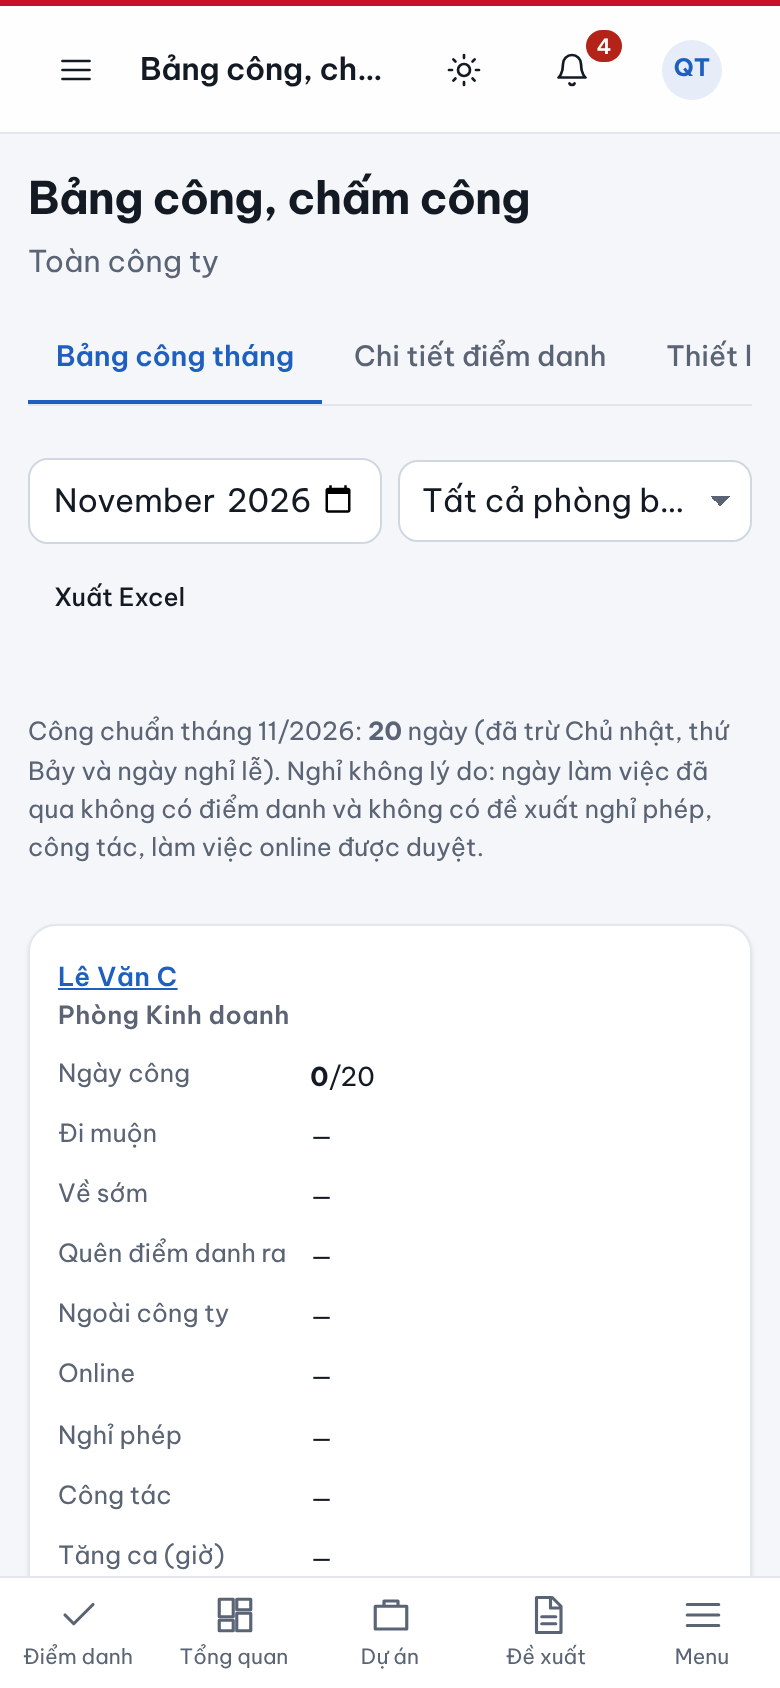 Bảng công, ch...
4
QT
Bảng công, chấm công
Toàn công ty
Bảng công tháng
Chi tiết điểm danh
Thiết l
November 2026
Tất cả phòng b...
Xuất Excel
Công chuẩn tháng 11/2026: 20 ngày (đã trừ Chủ nhật, thứ
Bảy và ngày nghỉ lễ). Nghỉ không lý do: ngày làm việc đã
qua không có điểm danh và không có đề xuất nghỉ phép,
công tác, làm việc online được duyệt.
Lê Văn C
Phòng Kinh doanh
Ngày công 0/20
Đi muộn –
Về sớm –
Quên điểm danh ra –
Ngoài công ty –
Online –
Nghỉ phép –
Công tác –
Tăng ca (giờ) –
Điểm danh
Tổng quan
Dự án
Đề xuất
Menu